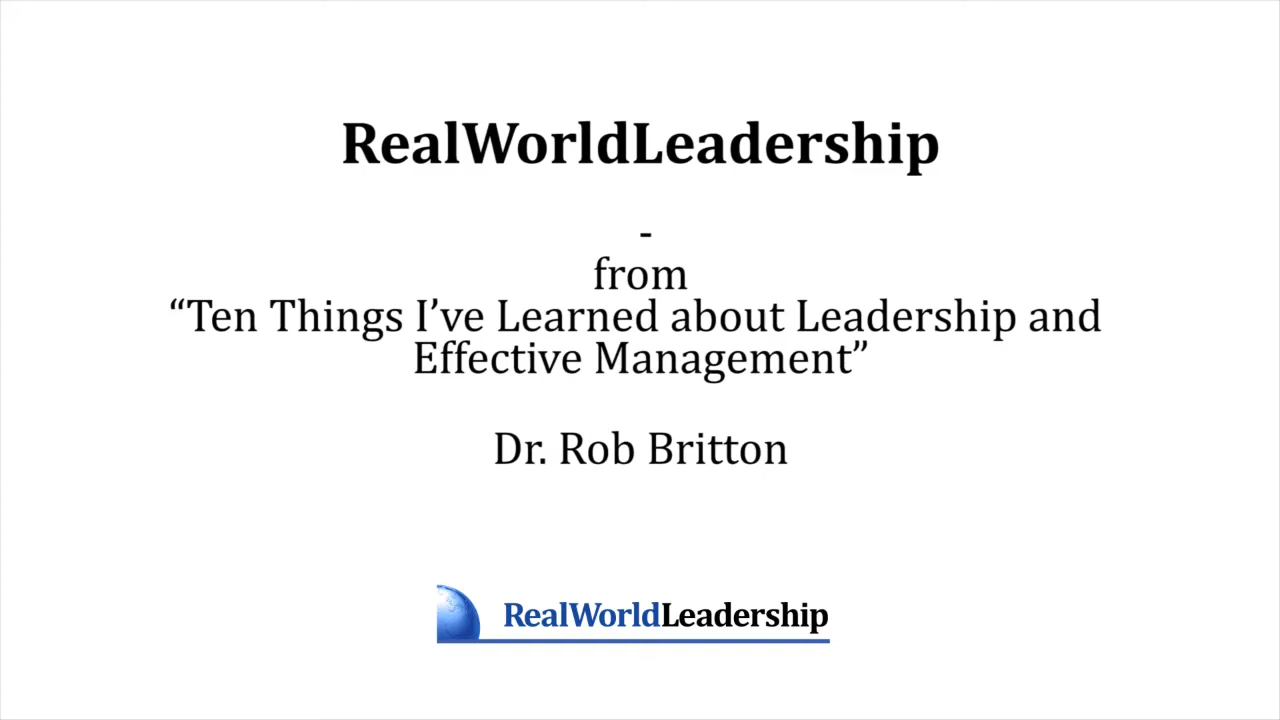 RealWorldLeadership
-
from
“Ten Things I’ve Learned about Leadership and
Effective Management”
Dr. Rob Britton
RealWorldLeadership